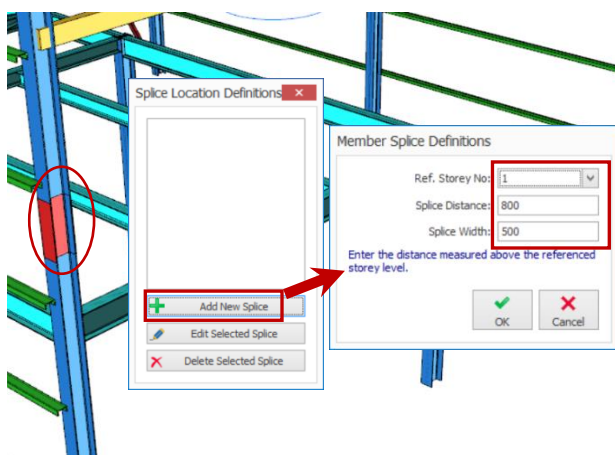 Splice Location Definitions
Add New Splice
Edit Selected Splice
Delete Selected Splice
Member Splice Definitions
Ref. Storey No: 1
Splice Distance: 800
Splice Width: 500
Enter the distance measured above the referenced
storey level.
OK
Cancel